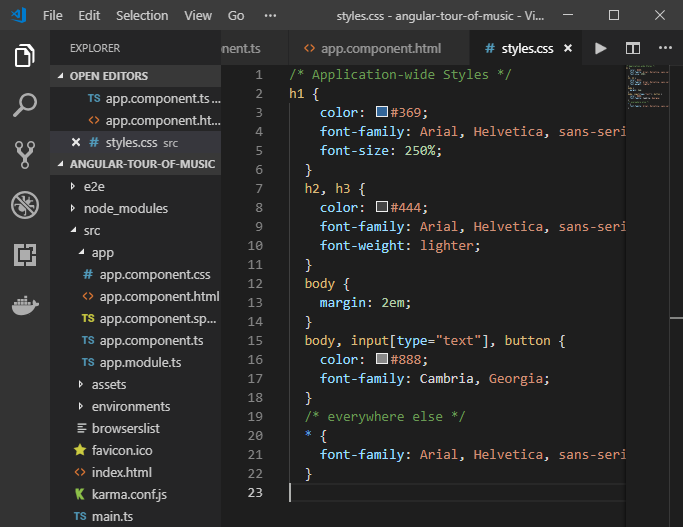 File Edit Selection View Go ··· styles.css - angular-tour-of-music - Vi...
EXPLORER
OPEN EDITORS
TS app.component.ts ...
<> app.component.ht...
# styles.css src
ANGULAR-TOUR-OF-MUSIC
e2e
node_modules
src
app
# app.component.css
<> app.component.html
TS app.component.sp...
TS app.component.ts
TS app.module.ts
assets
environments
browserslist
favicon.ico
<> index.html
karma.conf.js
TS main.ts
nent.ts <> app.component.html # styles.css
1 /* Application-wide Styles */
2 h1 {
3 color: #369;
4 font-family: Arial, Helvetica, sans-seri
5 font-size: 250%;
6 }
7 h2, h3 {
8 color: #444;
9 font-family: Arial, Helvetica, sans-seri
10 font-weight: lighter;
11 }
12 body {
13 margin: 2em;
14 }
15 body, input[type="text"], button {
16 color: #888;
17 font-family: Cambria, Georgia;
18 }
19 /* everywhere else */
20 * {
21 font-family: Arial, Helvetica, sans-seri
22 }
23